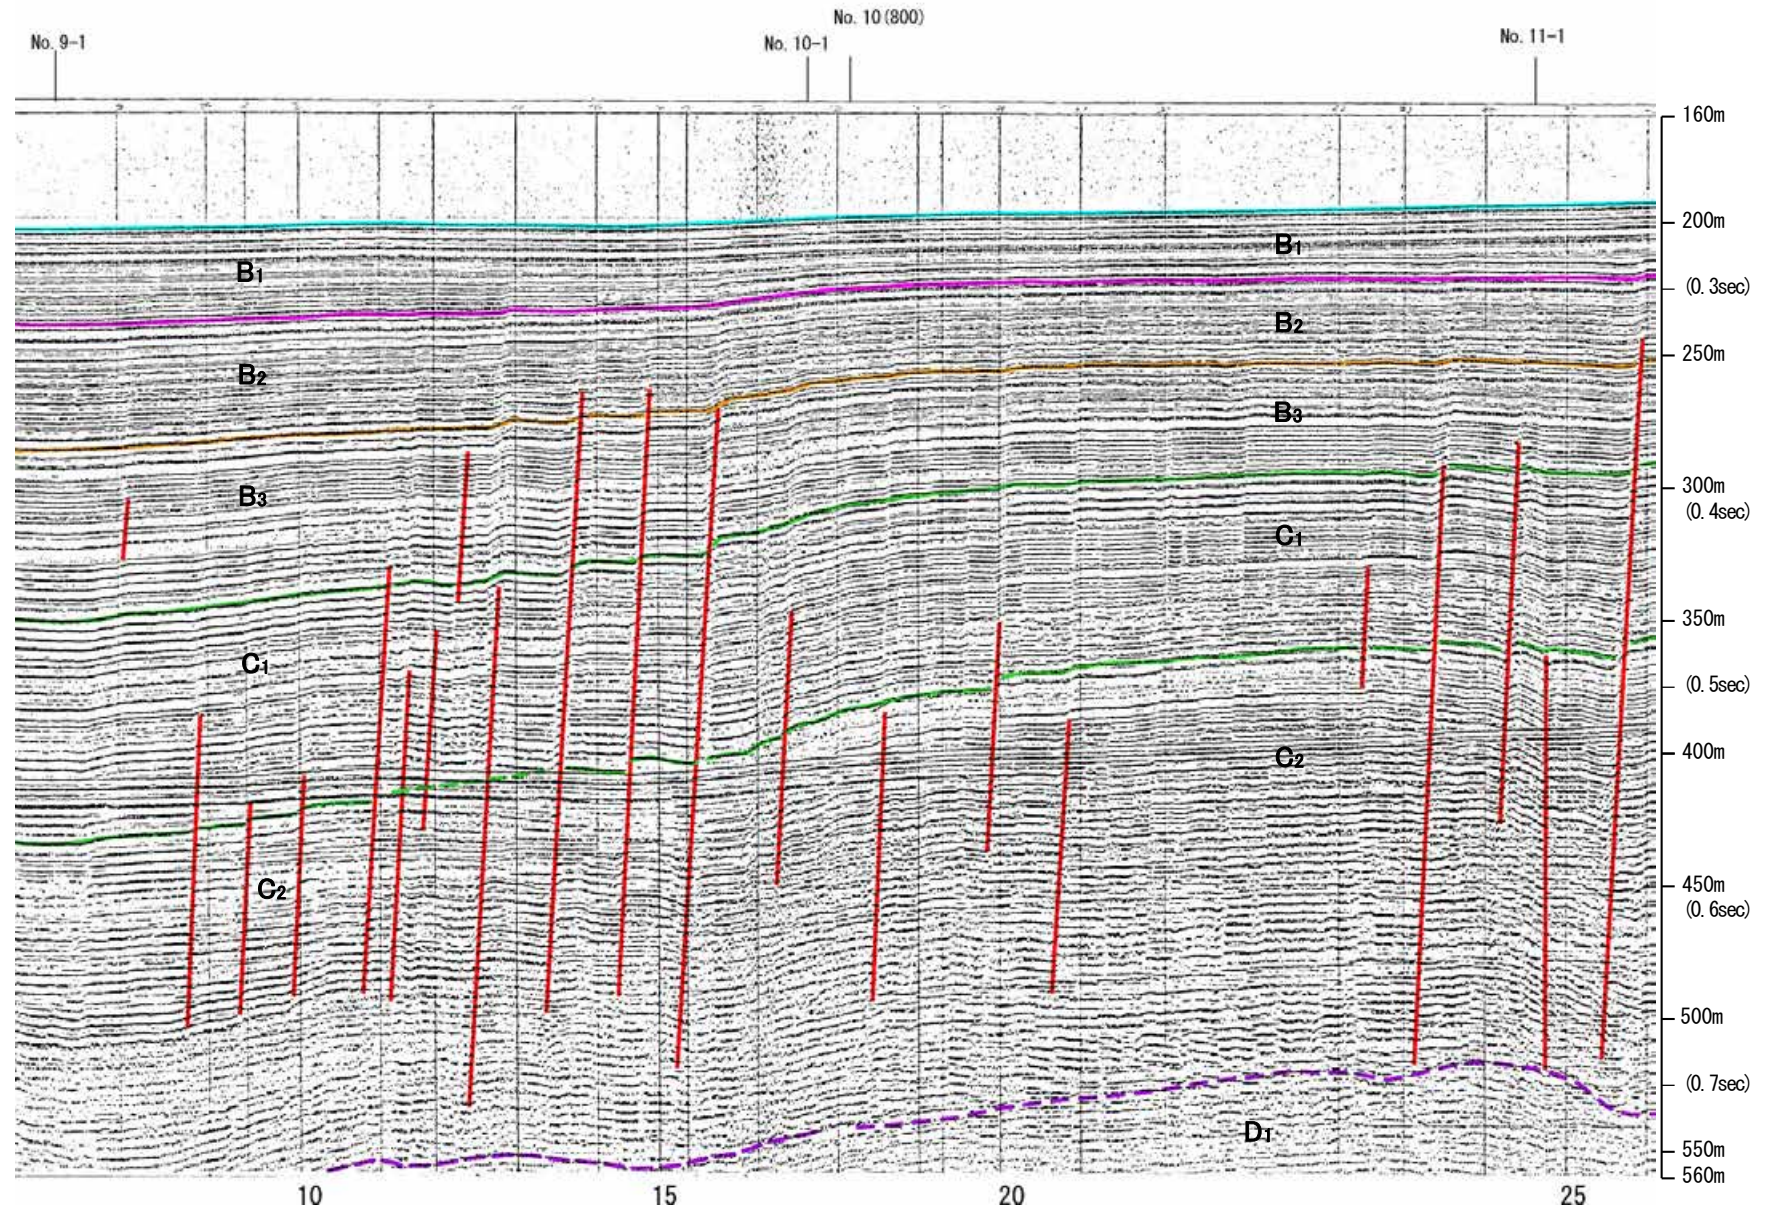 No. 10(800)
No. 9-1
No. 10-1
No. 11-1
160m
200m
B1
B1
(0.3sec)
B2
250m
B2
B3
300m
B3
(0.4sec)
C1
350m
C1
(0.5sec)
400m
C2
450m
C2
(0.6sec)
500m
(0.7sec)
D1
550m
560m
10
15
20
25